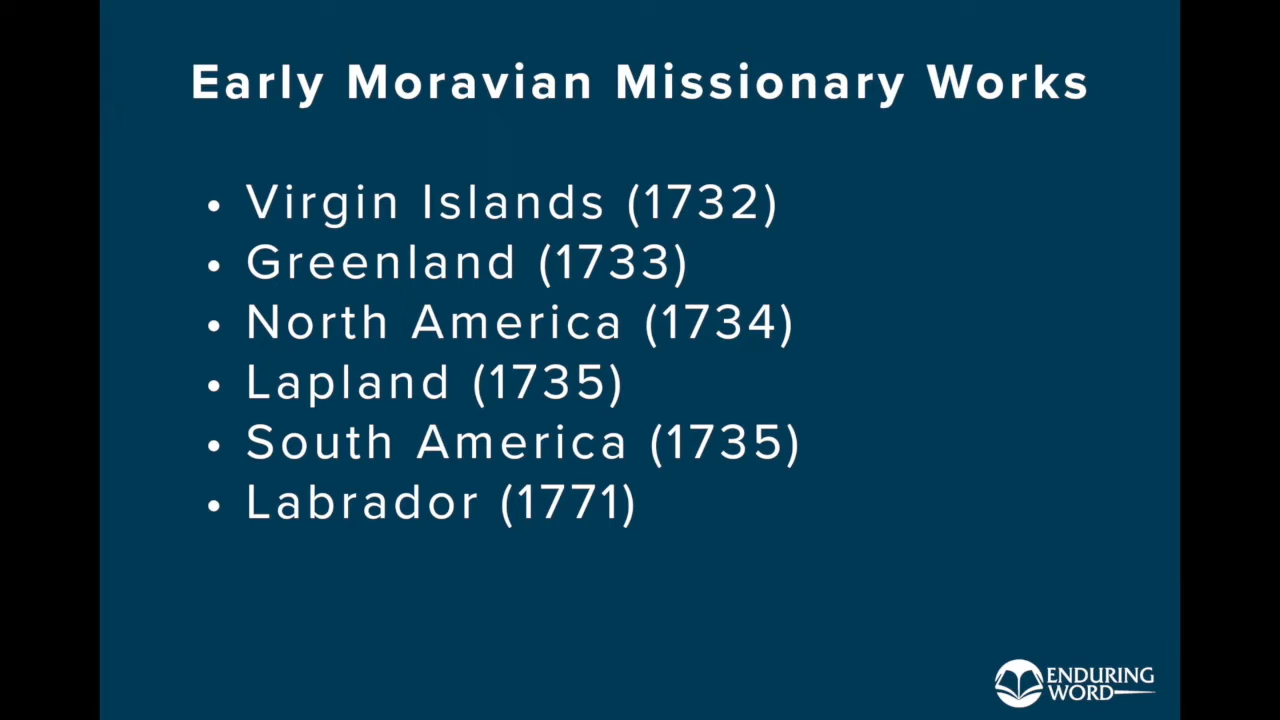 Early Moravian Missionary Works
• Virgin Islands (1732)
• Greenland (1733)
• North America (1734)
• Lapland (1735)
• South America (1735)
• Labrador (1771)
ENDURING
WORD